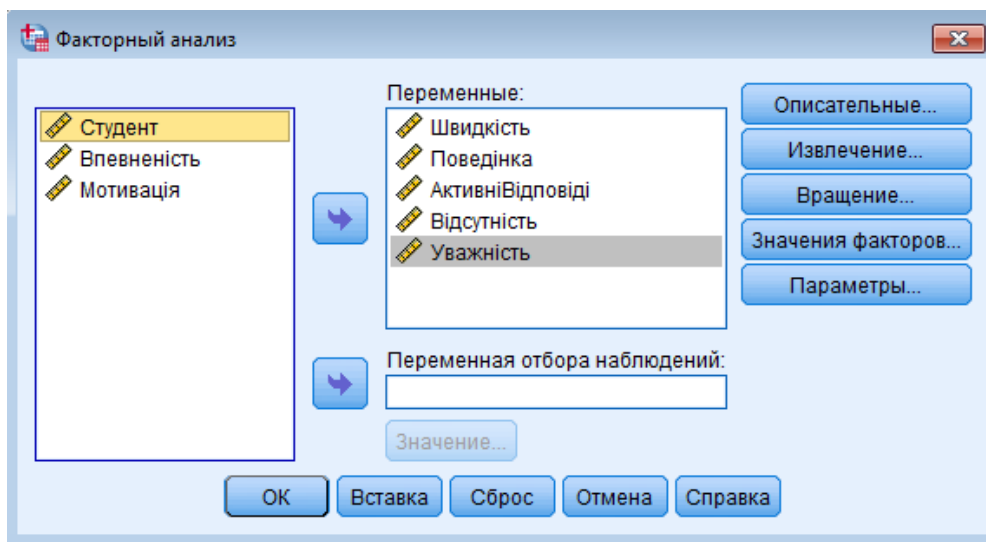 Факторный анализ
Студент
Впевненість
Мотивація
Переменные:
Швидкість
Поведінка
АктивніВідповіді
Відсутність
Уважність
Переменная отбора наблюдений:
Значение...
Описательные...
Извлечение...
Вращение...
Значения факторов...
Параметры...
ОК
Вставка
Сброс
Отмена
Справка